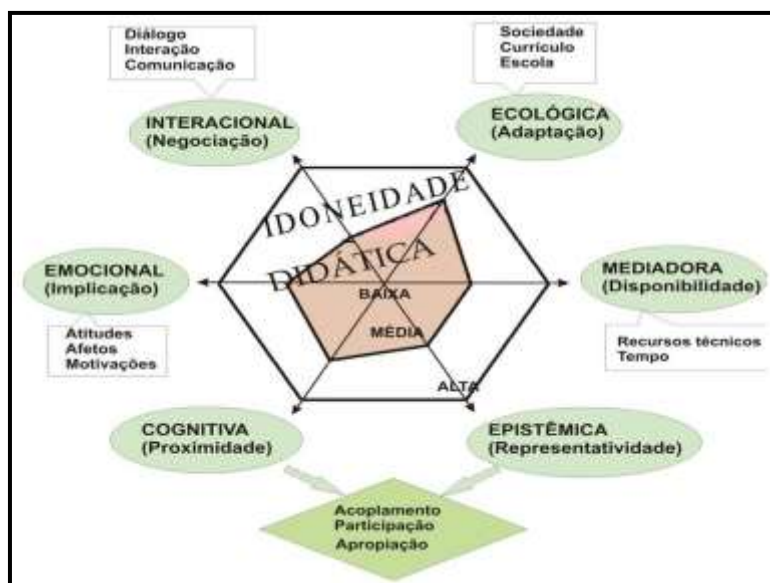 Diálogo
Interação
Comunicação
Sociedade
Currículo
Escola
INTERACIONAL
(Negociação)
ECOLÓGICA
(Adaptação)
IDONEIDADE
DIDÁTICA
EMOCIONAL
(Implicação)
MEDIADORA
(Disponibilidade)
BAIXA
MÉDIA
ALTA
Atitudes
Afetos
Motivações
Recursos técnicos
Tempo
COGNITIVA
(Proximidade)
EPISTÊMICA
(Representatividade)
Acoplamento
Participação
Apropiação